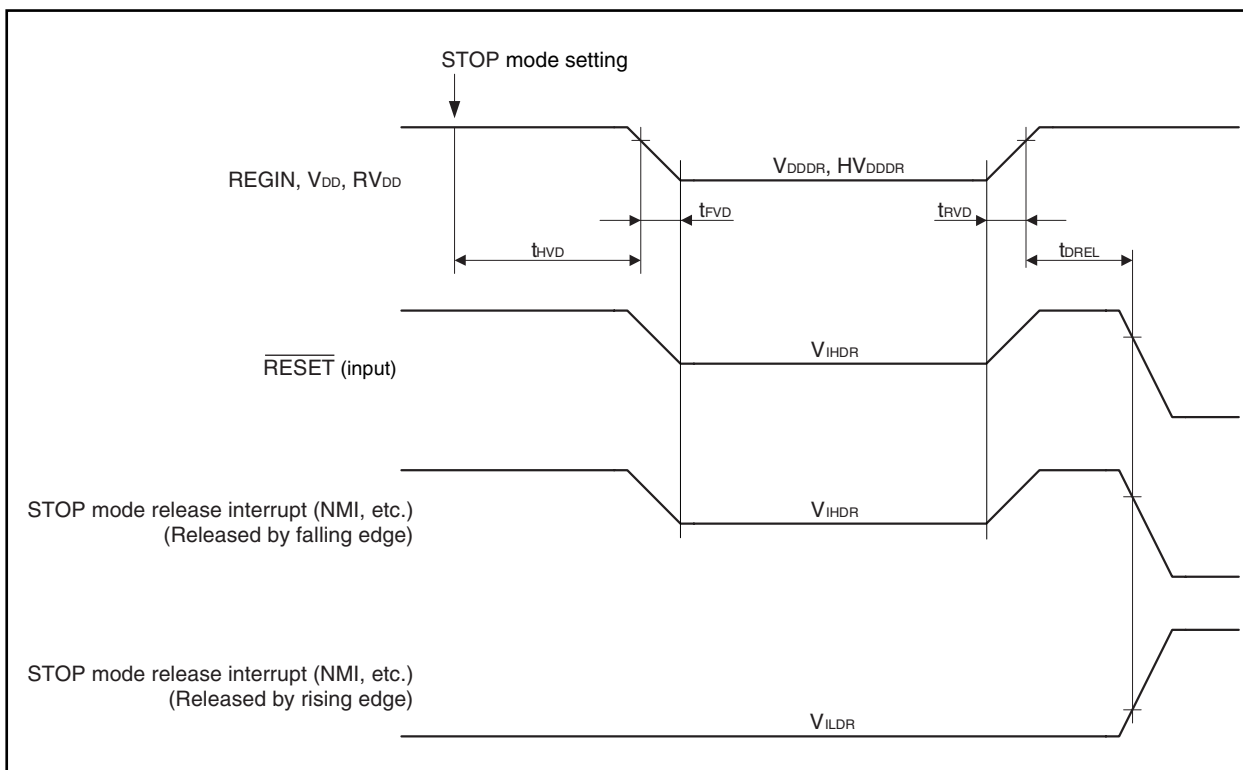 STOP mode setting
REGIN, VDD, RVDD
VDDDR, HVDDDR
tFVD
tRVD
tHVD
tDREL
RESET (input)
VIHDR
STOP mode release interrupt (NMI, etc.)
(Released by falling edge)
VIHDR
STOP mode release interrupt (NMI, etc.)
(Released by rising edge)
VILDR